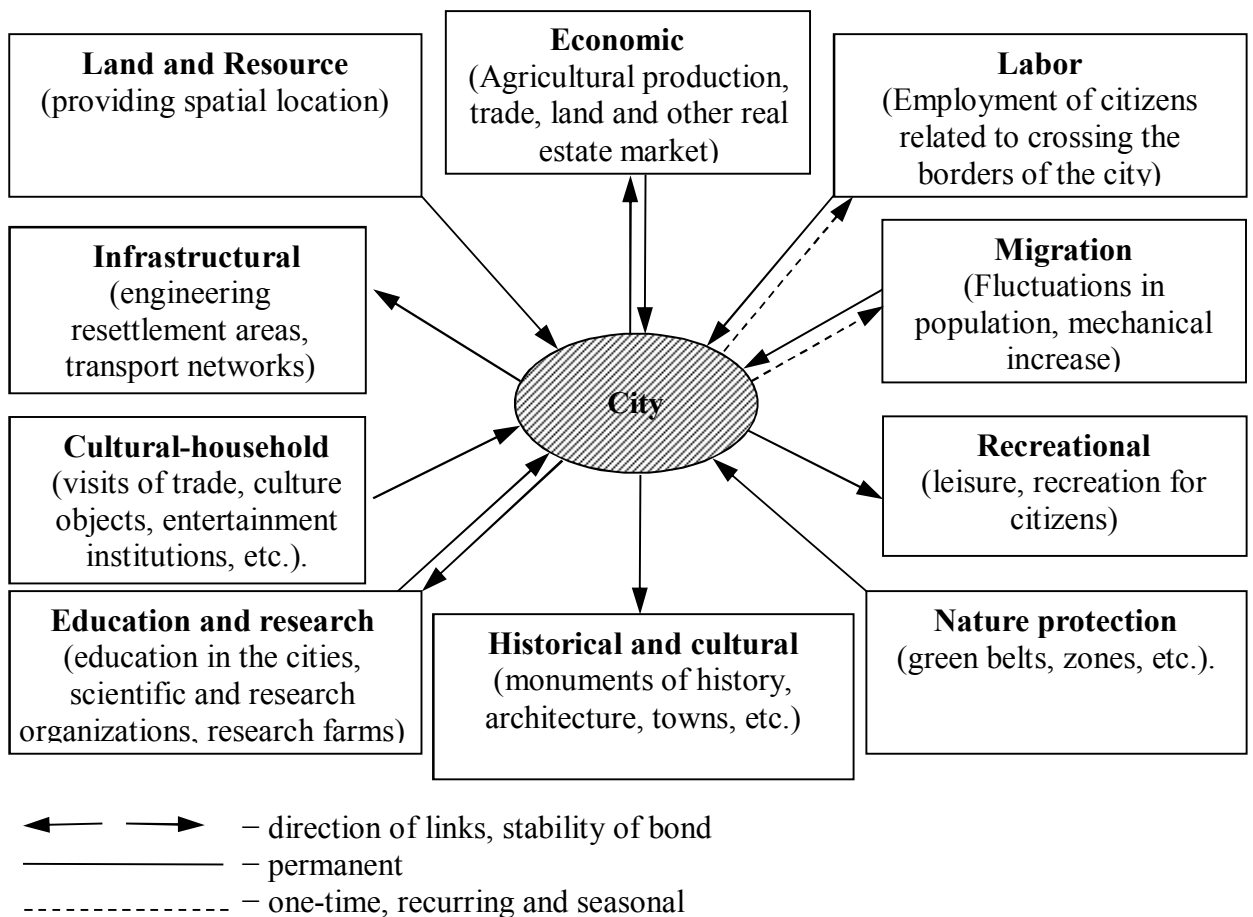 Land and Resource
(providing spatial location)
Economic
(Agricultural production,
trade, land and other real
estate market)
Labor
(Employment of citizens
related to crossing the
borders of the city)
Infrastructural
(engineering
resettlement areas,
transport networks)
Migration
(Fluctuations in
population, mechanical
increase)
City
Cultural-household
(visits of trade, culture
objects, entertainment
institutions, etc.).
Recreational
(leisure, recreation for
citizens)
Education and research
(education in the cities,
scientific and research
organizations, research farms)
Historical and cultural
(monuments of history,
architecture, towns, etc.)
Nature protection
(green belts, zones, etc.).
– direction of links, stability of bond
– permanent
– one-time, recurring and seasonal